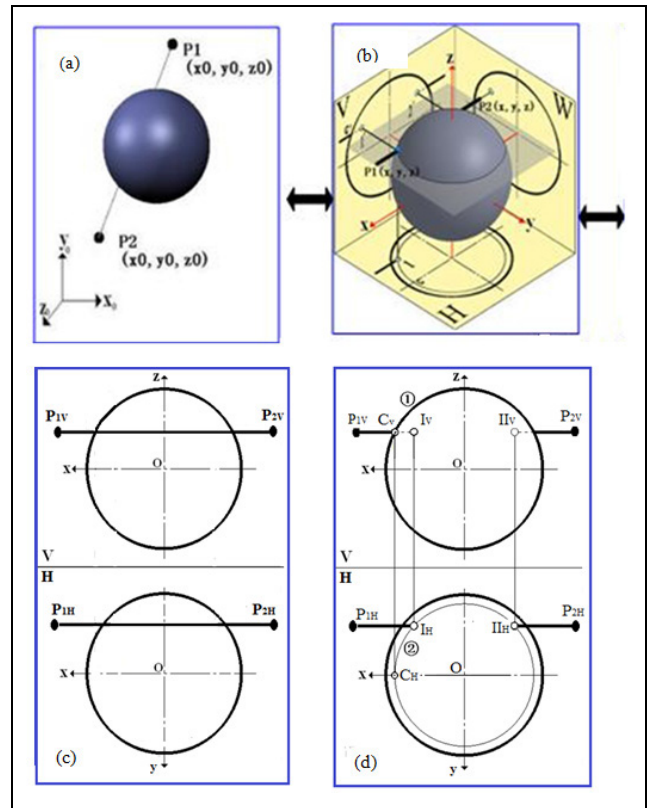 (a)
P1
(x0, y0, z0)
P2
(x0, y0, z0)
Y0
X0
Z0
(b)
z
V
W
P2(x, y, z)
P1(x, y, z)
x
y
H
z
P1V
P2V
x
O
V
H
P1H
P2H
x
O
(c)
y
z
①
P1V
CV
IV
IIV
P2V
x
O
V
H
P1H
IH
IIH
P2H
②
x
CH
O
(d)
y